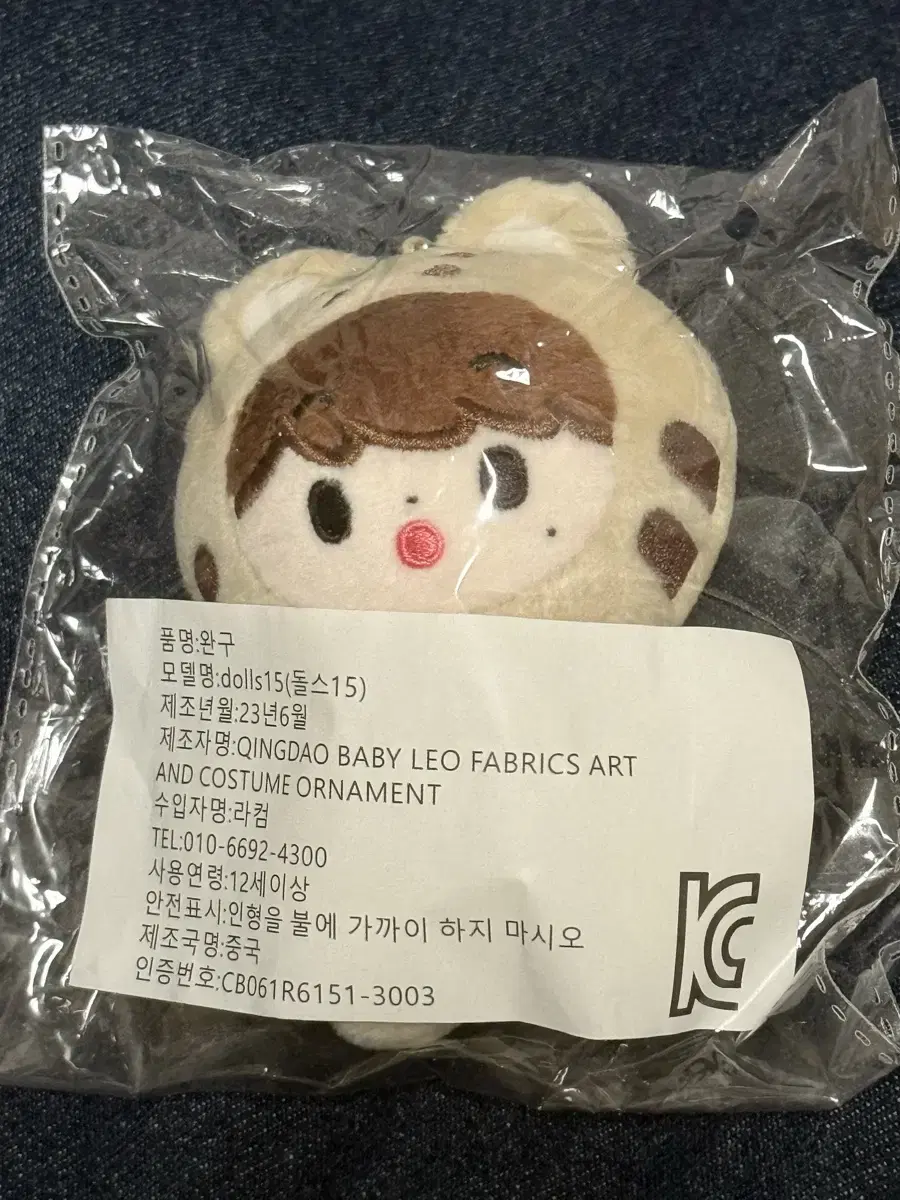 품명:완구
모델명:dolls15(돌스15)
제조년월:23년6월
제조자명:QINGDAO BABY LEO FABRICS ART
AND COSTUME ORNAMENT
수입자명:라컴
TEL:010-6692-4300
사용연령:12세이상
안전표시:인형을 불에 가까이 하지 마시오
제조국명:중국
인증번호:CB061R6151-3003
KC